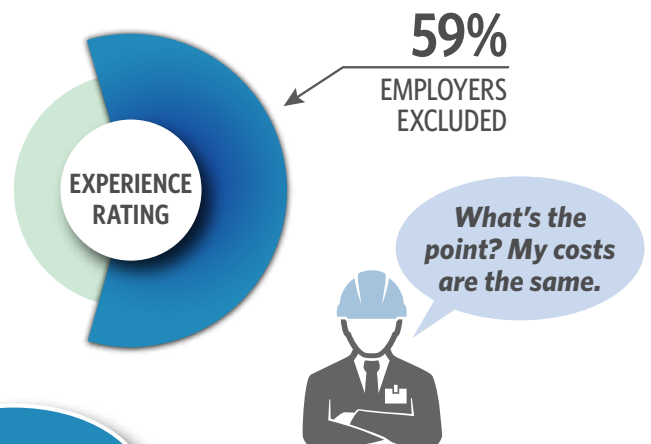 59%
EMPLOYERS
EXCLUDED
EXPERIENCE
RATING
What's the
point? My costs
are the same.